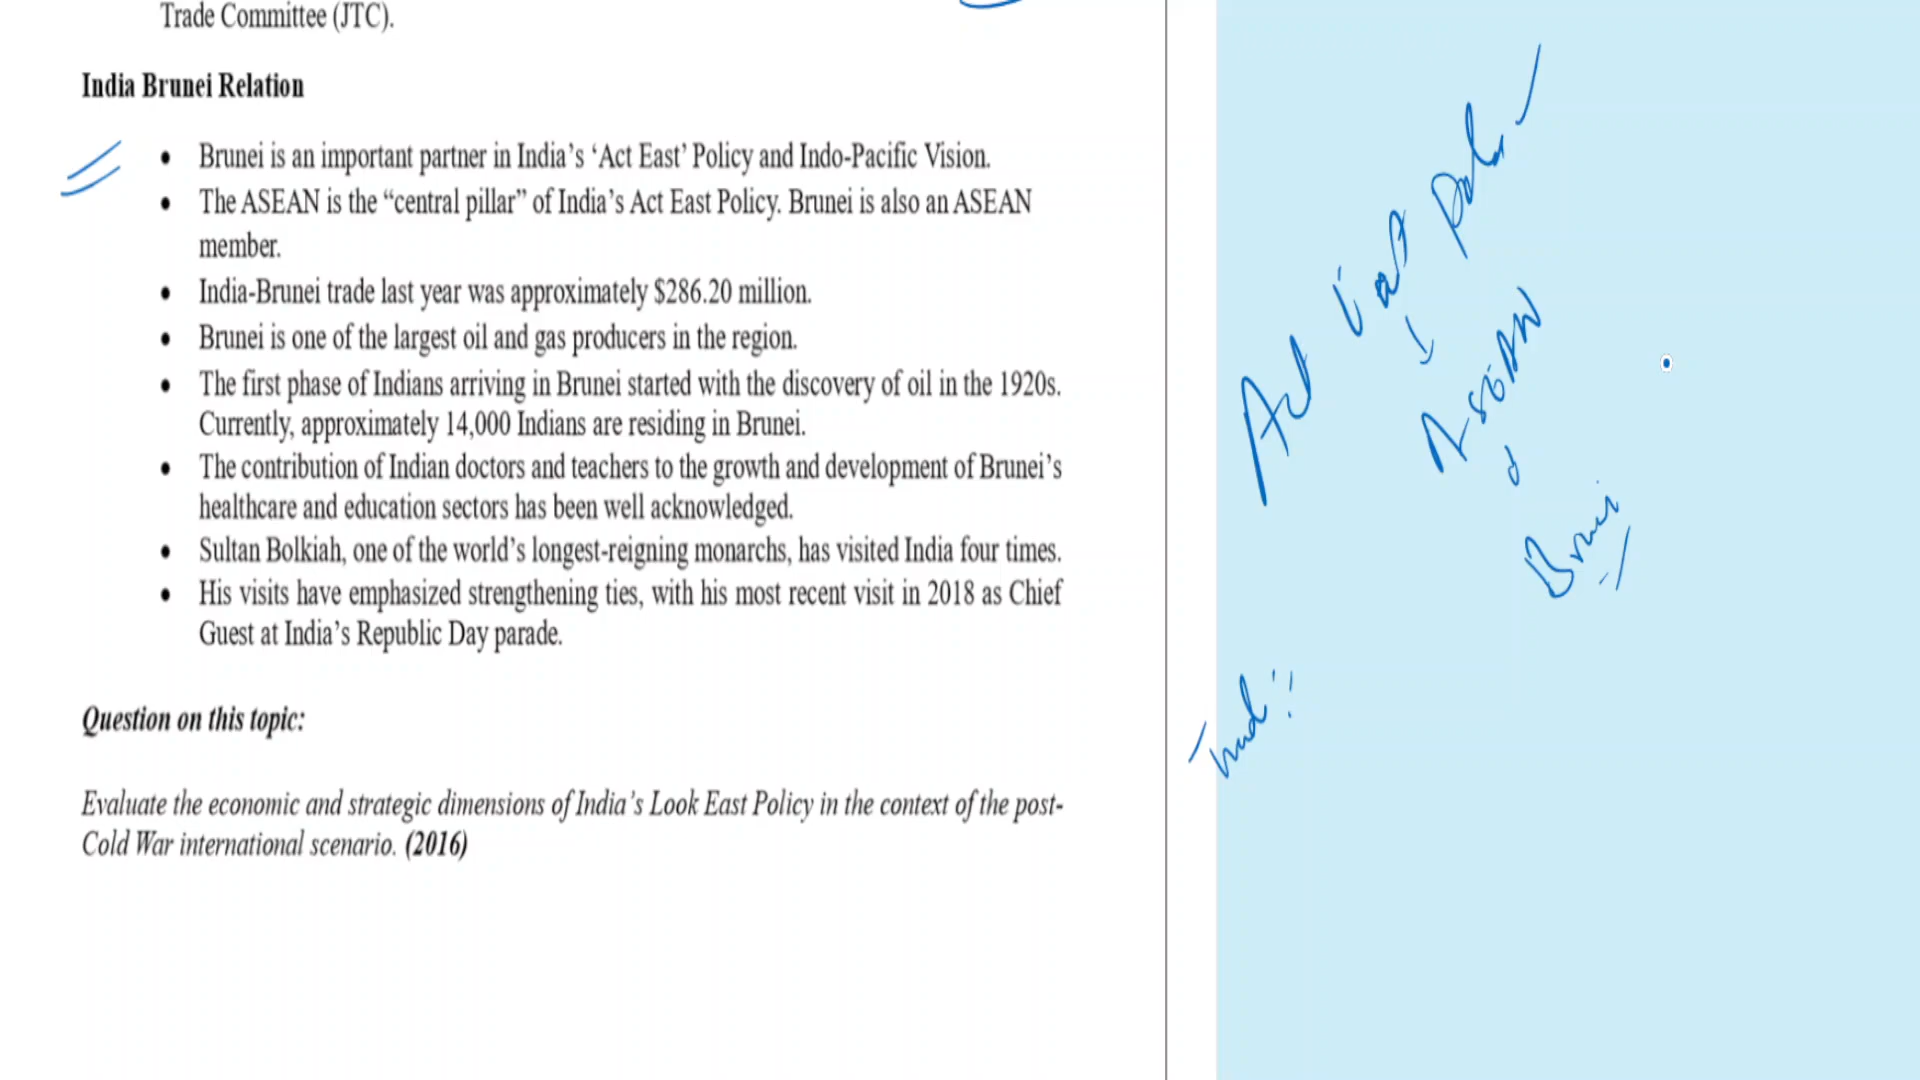 Trade Committee (JTC).
India Brunei Relation
• Brunei is an important partner in India’s ‘Act East’ Policy and Indo-Pacific Vision.
• The ASEAN is the “central pillar” of India’s Act East Policy. Brunei is also an ASEAN
member.
• India-Brunei trade last year was approximately $286.20 million.
• Brunei is one of the largest oil and gas producers in the region.
• The first phase of Indians arriving in Brunei started with the discovery of oil in the 1920s.
Currently, approximately 14,000 Indians are residing in Brunei.
• The contribution of Indian doctors and teachers to the growth and development of Brunei’s
healthcare and education sectors has been well acknowledged.
• Sultan Bolkiah, one of the world’s longest-reigning monarchs, has visited India four times.
• His visits have emphasized strengthening ties, with his most recent visit in 2018 as Chief
Guest at India’s Republic Day parade.
Question on this topic:
Evaluate the economic and strategic dimensions of India’s Look East Policy in the context of the post-
Cold War international scenario. (2016)
Act East
ASEAN
Brunei